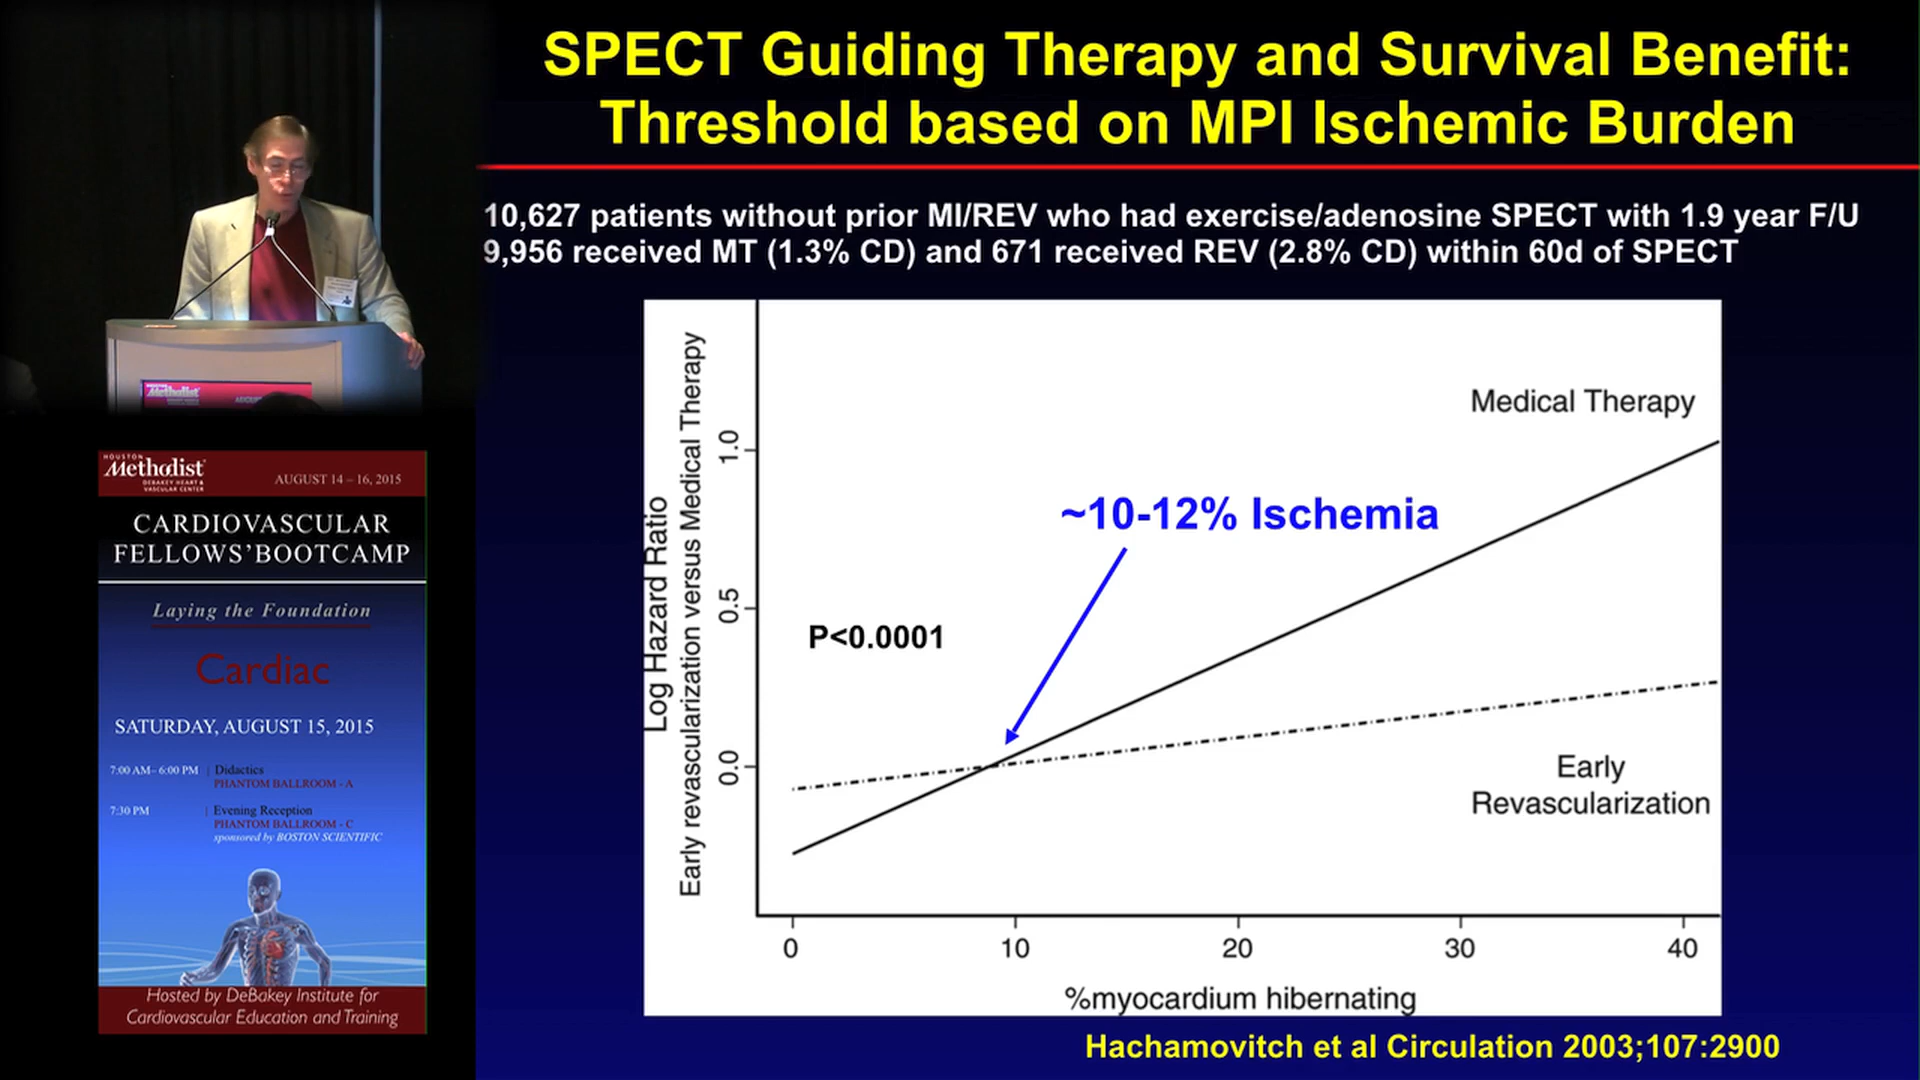 SPECT Guiding Therapy and Survival Benefit:
Threshold based on MPI Ischemic Burden
10,627 patients without prior MI/REV who had exercise/adenosine SPECT with 1.9 year F/U
9,956 received MT (1.3% CD) and 671 received REV (2.8% CD) within 60d of SPECT
Log Hazard Ratio
Early revascularization versus Medical Therapy
1.0
0.5
0.0
Medical Therapy
~10-12% Ischemia
P<0.0001
Early
Revascularization
0 10 20 30 40
%myocardium hibernating
Hachamovitch et al Circulation 2003;107:2900
Methodist
HOUSTON
Methodist
DEBAKEY HEART &
VASCULAR CENTER
AUGUST 14 – 16, 2015
CARDIOVASCULAR
FELLOWS’BOOTCAMP
Laying the Foundation
Cardiac
SATURDAY, AUGUST 15, 2015
7:00 AM– 6:00 PM | Didactics
PHANTOM BALLROOM - A
7:30 PM | Evening Reception
PHANTOM BALLROOM - C
sponsored by BOSTON SCIENTIFIC
Hosted by DeBakey Institute for
Cardiovascular Education and Training